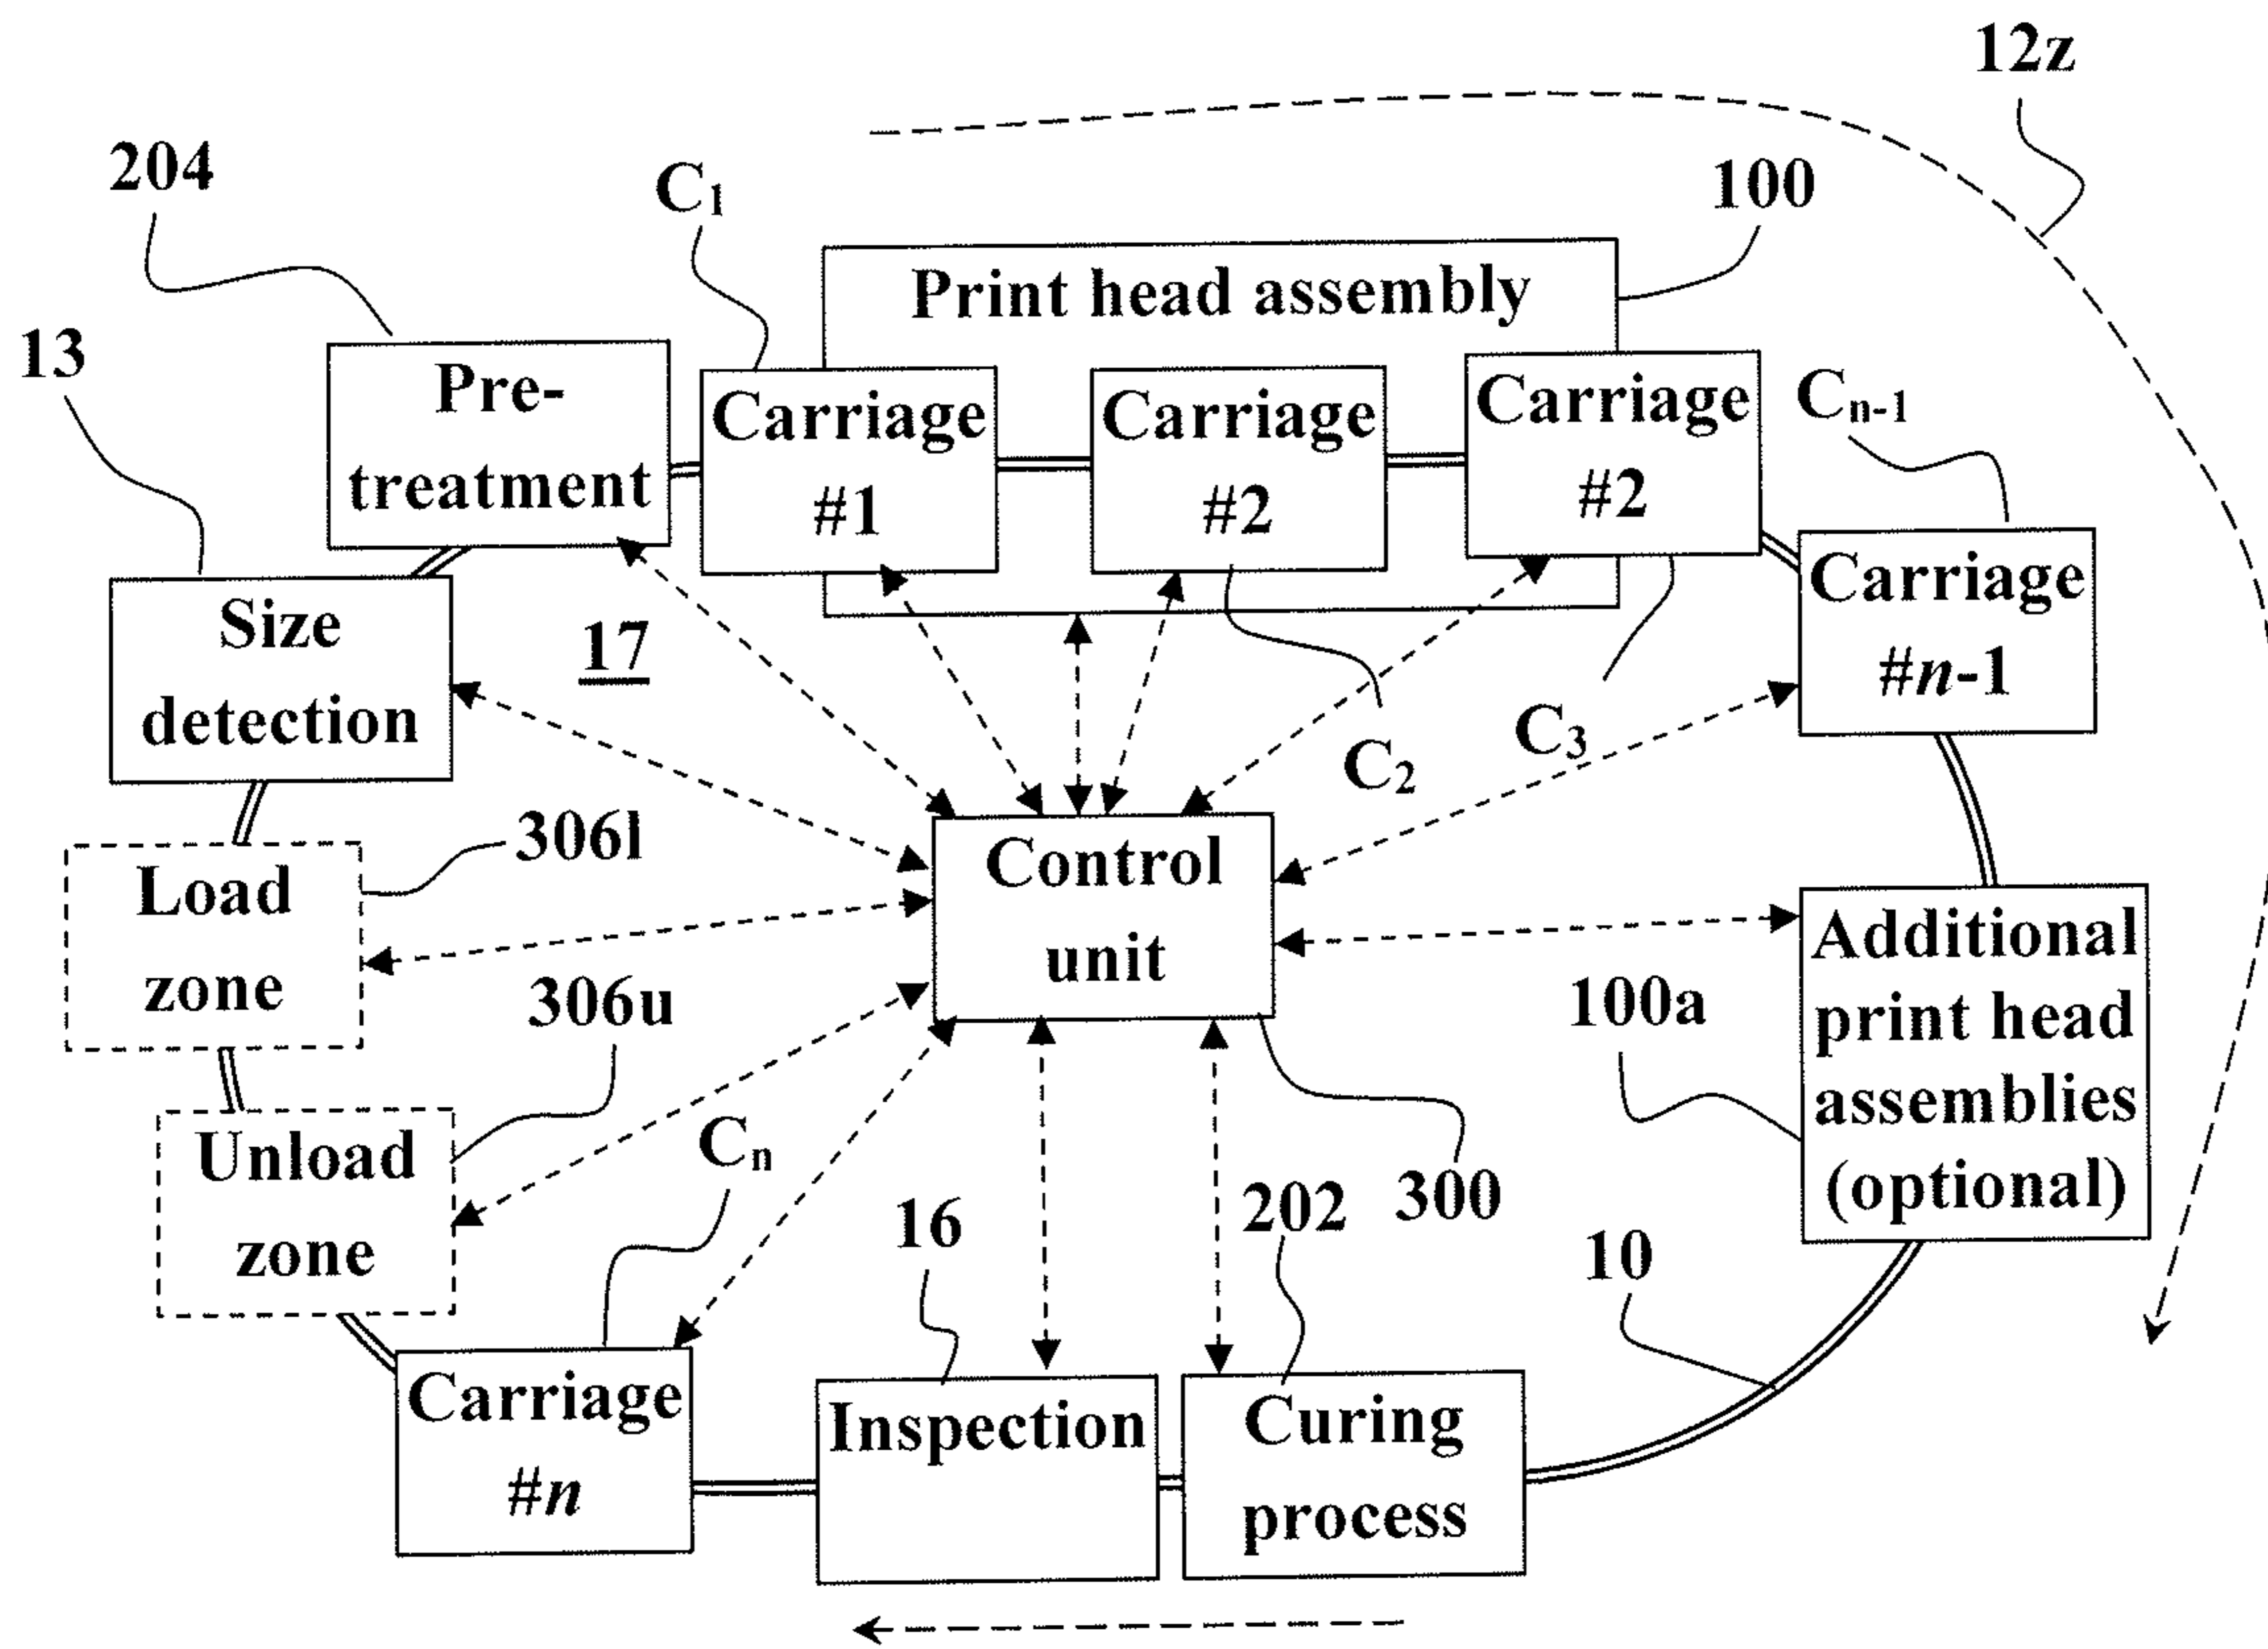 12z
204
C1
100
Print head assembly
13
Pre-
treatment
Carriage
#1
Carriage
#2
Carriage
#2
Cn-1
Carriage
#n-1
Size
detection
17
C2
C3
306l
Load
zone
Control
unit
306u
100a
Additional
print head
assemblies
(optional)
Unload
zone
Cn
16
202
300
10
Carriage
#n
Inspection
Curing
process